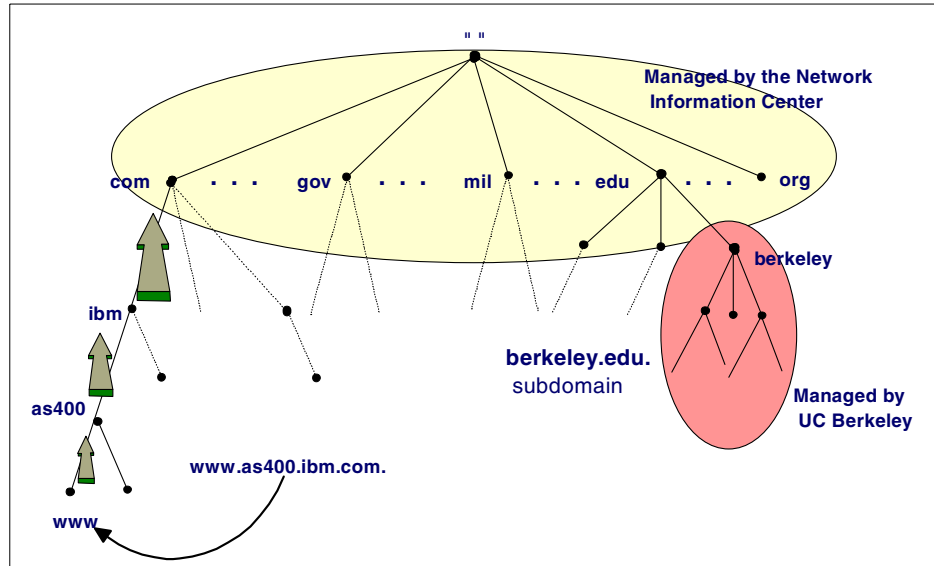 " "
Managed by the Network
Information Center
com . . . gov . . . mil . . . edu . . . org
berkeley
ibm
berkeley.edu.
subdomain
Managed by
UC Berkeley
as400
www.as400.ibm.com.
www